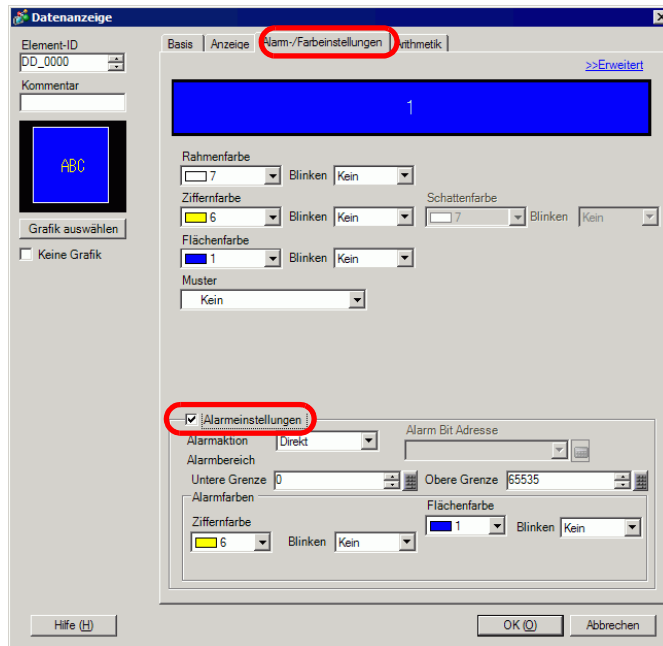 Datenanzeige
Element-ID
DD_0000
Kommentar
ABC
Grafik auswählen
Keine Grafik
Basis Anzeige Alarm-/Farbeinstellungen Arithmetik
>>Erweitert
1
Rahmenfarbe
7 Blinken Kein
Ziffernfarbe Schattenfarbe
6 Blinken Kein 7 Blinken Kein
Flächenfarbe
1 Blinken Kein
Muster
Kein
Alarmeinstellungen
Alarmaktion Direkt Alarm Bit Adresse
Alarmbereich
Untere Grenze 0 Obere Grenze 65535
Alarmfarben
Flächenfarbe
Ziffernfarbe
1 Blinken Kein
6 Blinken Kein
Hilfe (H) OK (O) Abbrechen